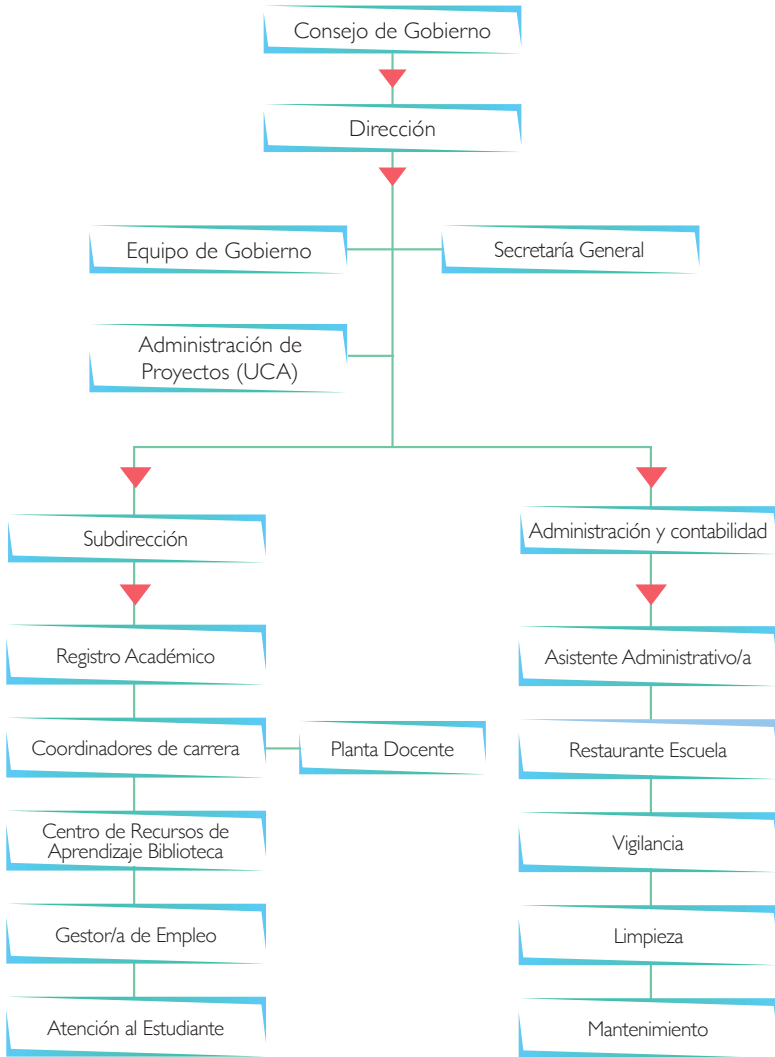 Consejo de Gobierno
Dirección
Equipo de Gobierno
Secretaría General
Administración de
Proyectos (UCA)
Subdirección
Administración y contabilidad
Registro Académico
Asistente Administrativo/a
Coordinadores de carrera
Planta Docente
Restaurante Escuela
Centro de Recursos de
Aprendizaje Biblioteca
Vigilancia
Gestor/a de Empleo
Limpieza
Atención al Estudiante
Mantenimiento